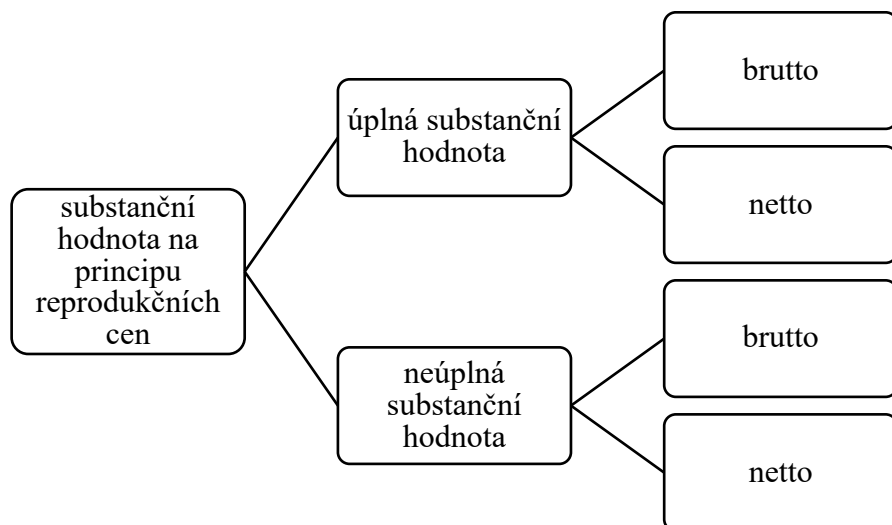 substanční
hodnota na
principu
reprodukčních
cen
úplná substanční
hodnota
brutto
netto
neúplná
substanční
hodnota
brutto
netto